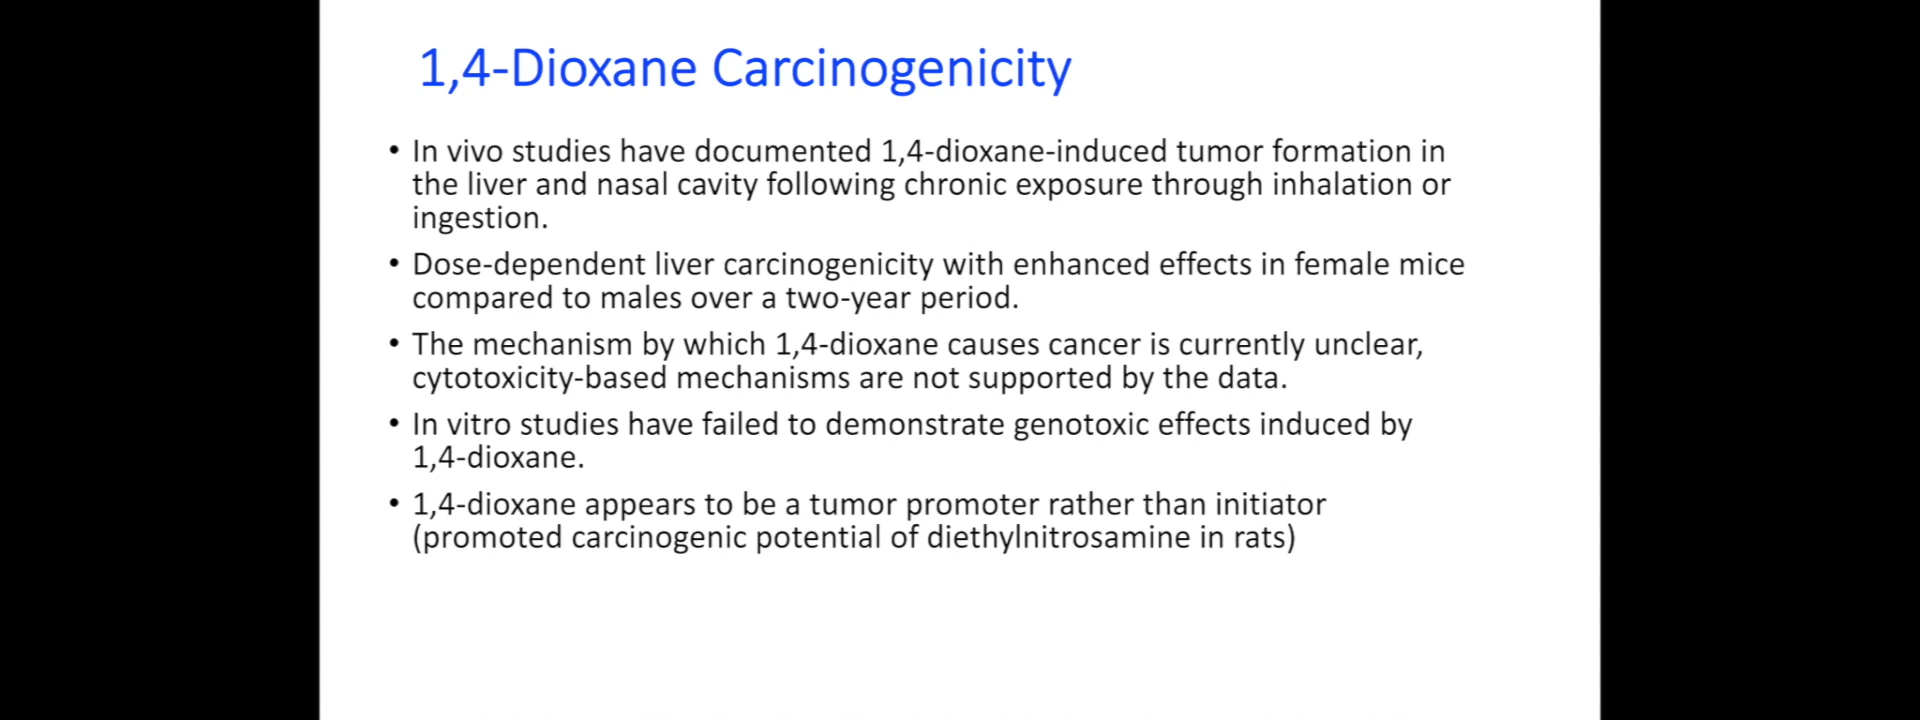 1,4-Dioxane Carcinogenicity
• In vivo studies have documented 1,4-dioxane-induced tumor formation in
the liver and nasal cavity following chronic exposure through inhalation or
ingestion.
• Dose-dependent liver carcinogenicity with enhanced effects in female mice
compared to males over a two-year period.
• The mechanism by which 1,4-dioxane causes cancer is currently unclear,
cytotoxicity-based mechanisms are not supported by the data.
• In vitro studies have failed to demonstrate genotoxic effects induced by
1,4-dioxane.
• 1,4-dioxane appears to be a tumor promoter rather than initiator
(promoted carcinogenic potential of diethylnitrosamine in rats)